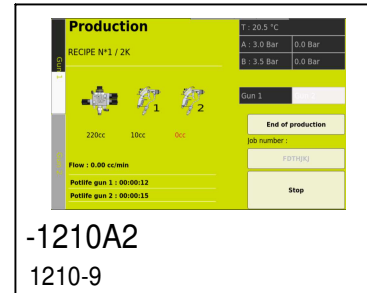 Production
RECIPE N*1 / 2K
T : 20.5 °C
A : 3.0 Bar 0.0 Bar
B : 3.5 Bar 0.0 Bar
Gun 1
1 2
220cc 10cc 0cc
End of production
Job number :
FDTHJKJ
Flow : 0.00 cc/min
Potlife gun 1 : 00:00:12
Potlife gun 2 : 00:00:15
Stop
-1210A2
1210-9